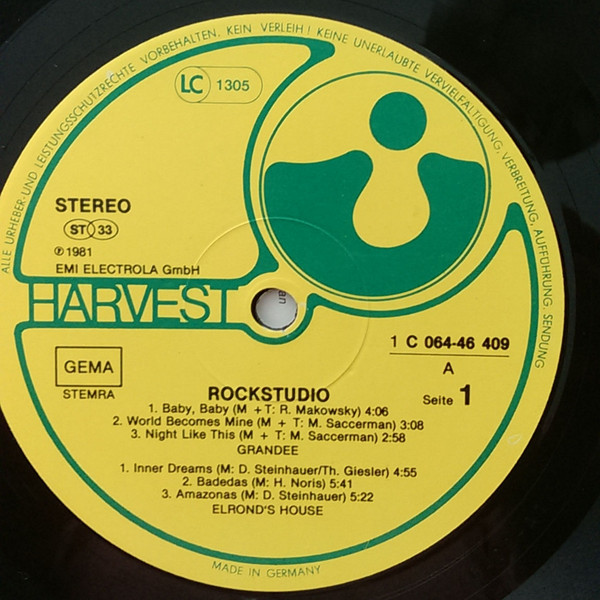 ALLE URHEBER- UND LEISTUNGSSCHUTZRECHTE VORBEHALTEN, KEIN VERLEIH! KEINE UNERLAUBTE VERVIELFÄLTIGUNG, VERBREITUNG, AUFFÜHRUNG, SENDUNG
LC 1305
STEREO
ST 33
℗ 1981
EMI ELECTROLA GmbH
HARVEST
1 C 064-46 409
A
Seite 1
GEMA
STEMRA
ROCKSTUDIO
1. Baby, Baby (M + T: R. Makowsky) 4:06
2. World Becomes Mine (M + T: M. Saccerman) 3:08
3. Night Like This (M + T: M. Saccerman) 2:58
GRANDEE
1. Inner Dreams (M: D. Steinhauer/Th. Giesler) 4:55
2. Badedas (M: H. Noris) 5:41
3. Amazonas (M: D. Steinhauer) 5:22
ELROND'S HOUSE
MADE IN GERMANY